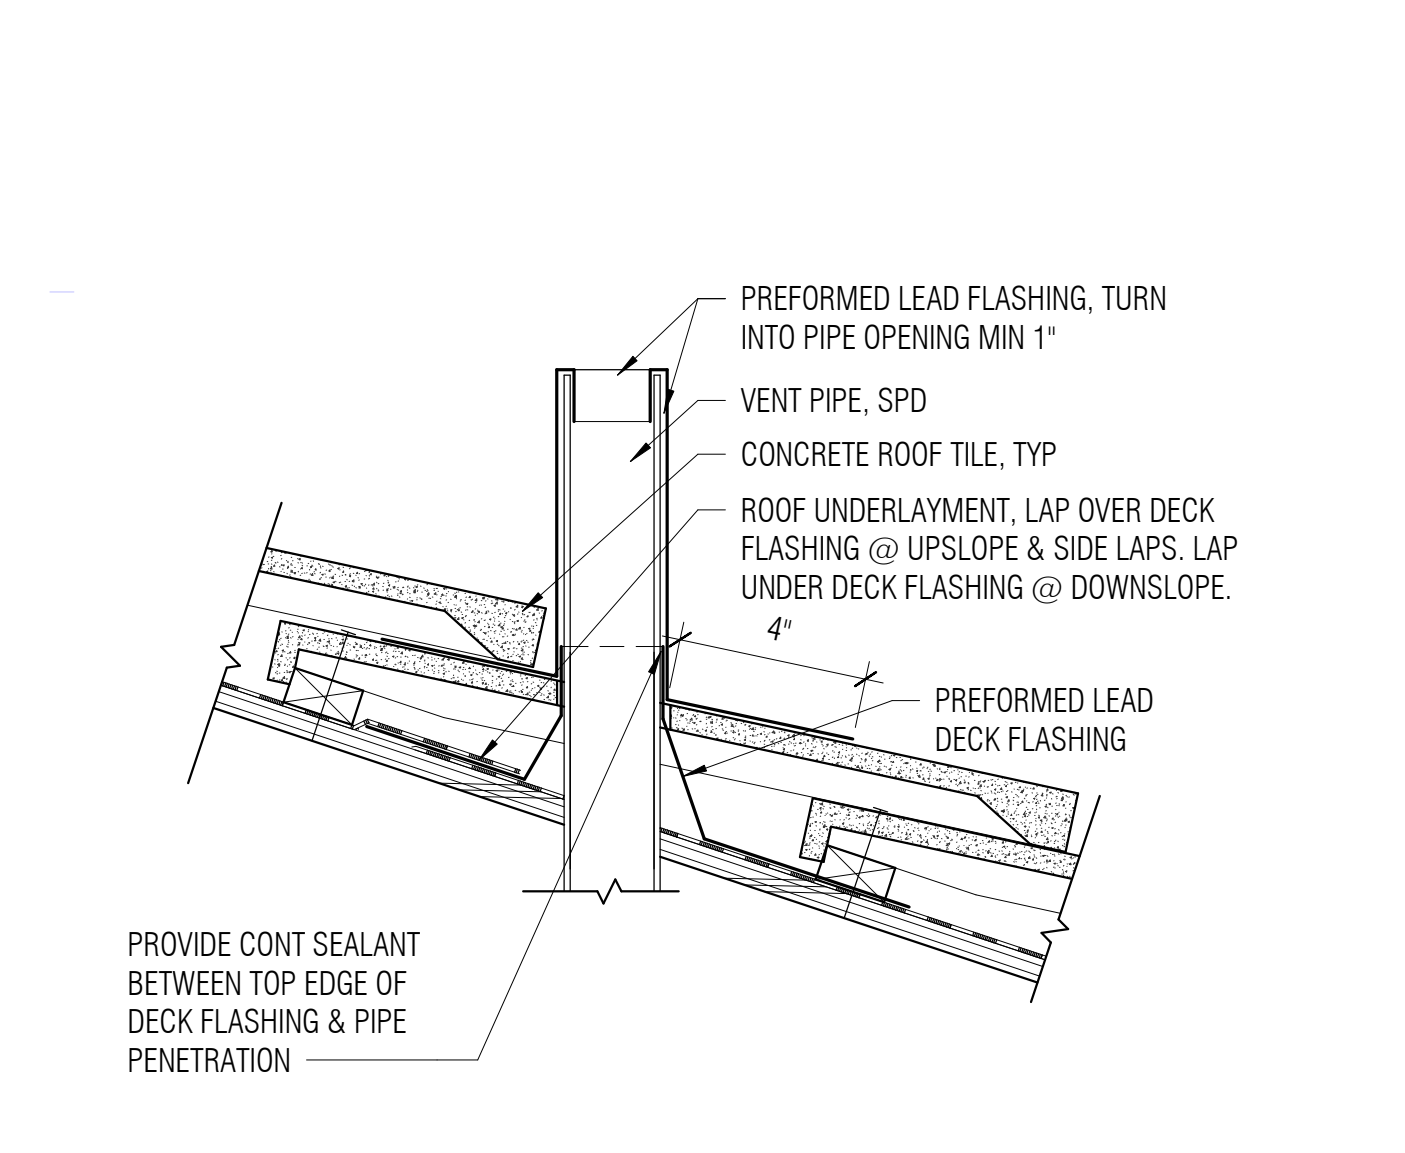 PREFORMED LEAD FLASHING, TURN
INTO PIPE OPENING MIN 1"
VENT PIPE, SPD
CONCRETE ROOF TILE, TYP
ROOF UNDERLAYMENT, LAP OVER DECK
FLASHING @ UPSLOPE & SIDE LAPS. LAP
UNDER DECK FLASHING @ DOWNSLOPE.
4"
PREFORMED LEAD
DECK FLASHING
PROVIDE CONT SEALANT
BETWEEN TOP EDGE OF
DECK FLASHING & PIPE
PENETRATION